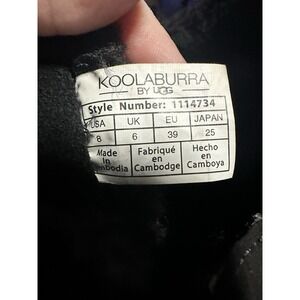 KOOLABURRA
BY UGG
Style Number: 1114734
USA UK EU JAPAN
8 6 39 25
Made Fabriqué Hecho
in en en
Cambodge Camboya